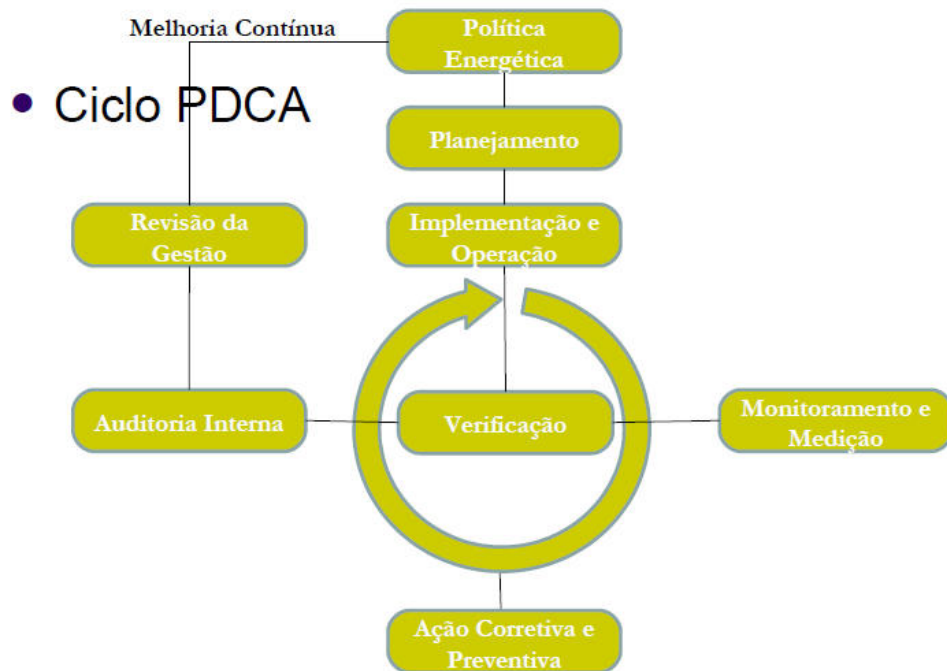 Melhoria Contínua
Política
Energética
• Ciclo PDCA
Planejamento
Revisão da
Gestão
Implementação e
Operação
Auditoria Interna
Verificação
Monitoramento e
Medição
Ação Corretiva e
Preventiva